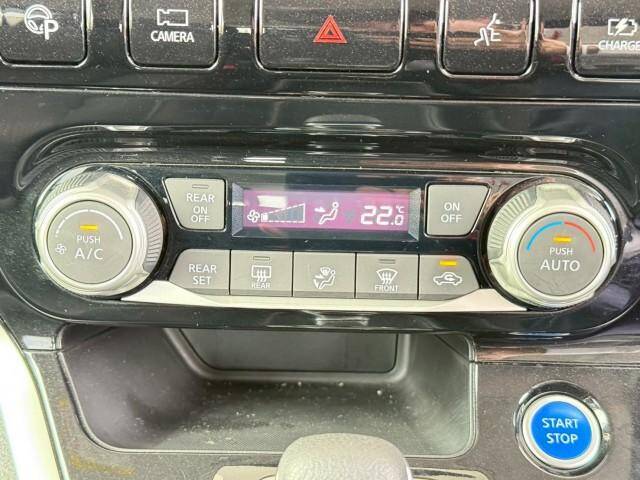 P
CAMERA
CHARGE
REAR
ON
OFF
22.0
°C
ON
OFF
PUSH
A/C
PUSH
AUTO
REAR
SET
REAR
FRONT
START
STOP